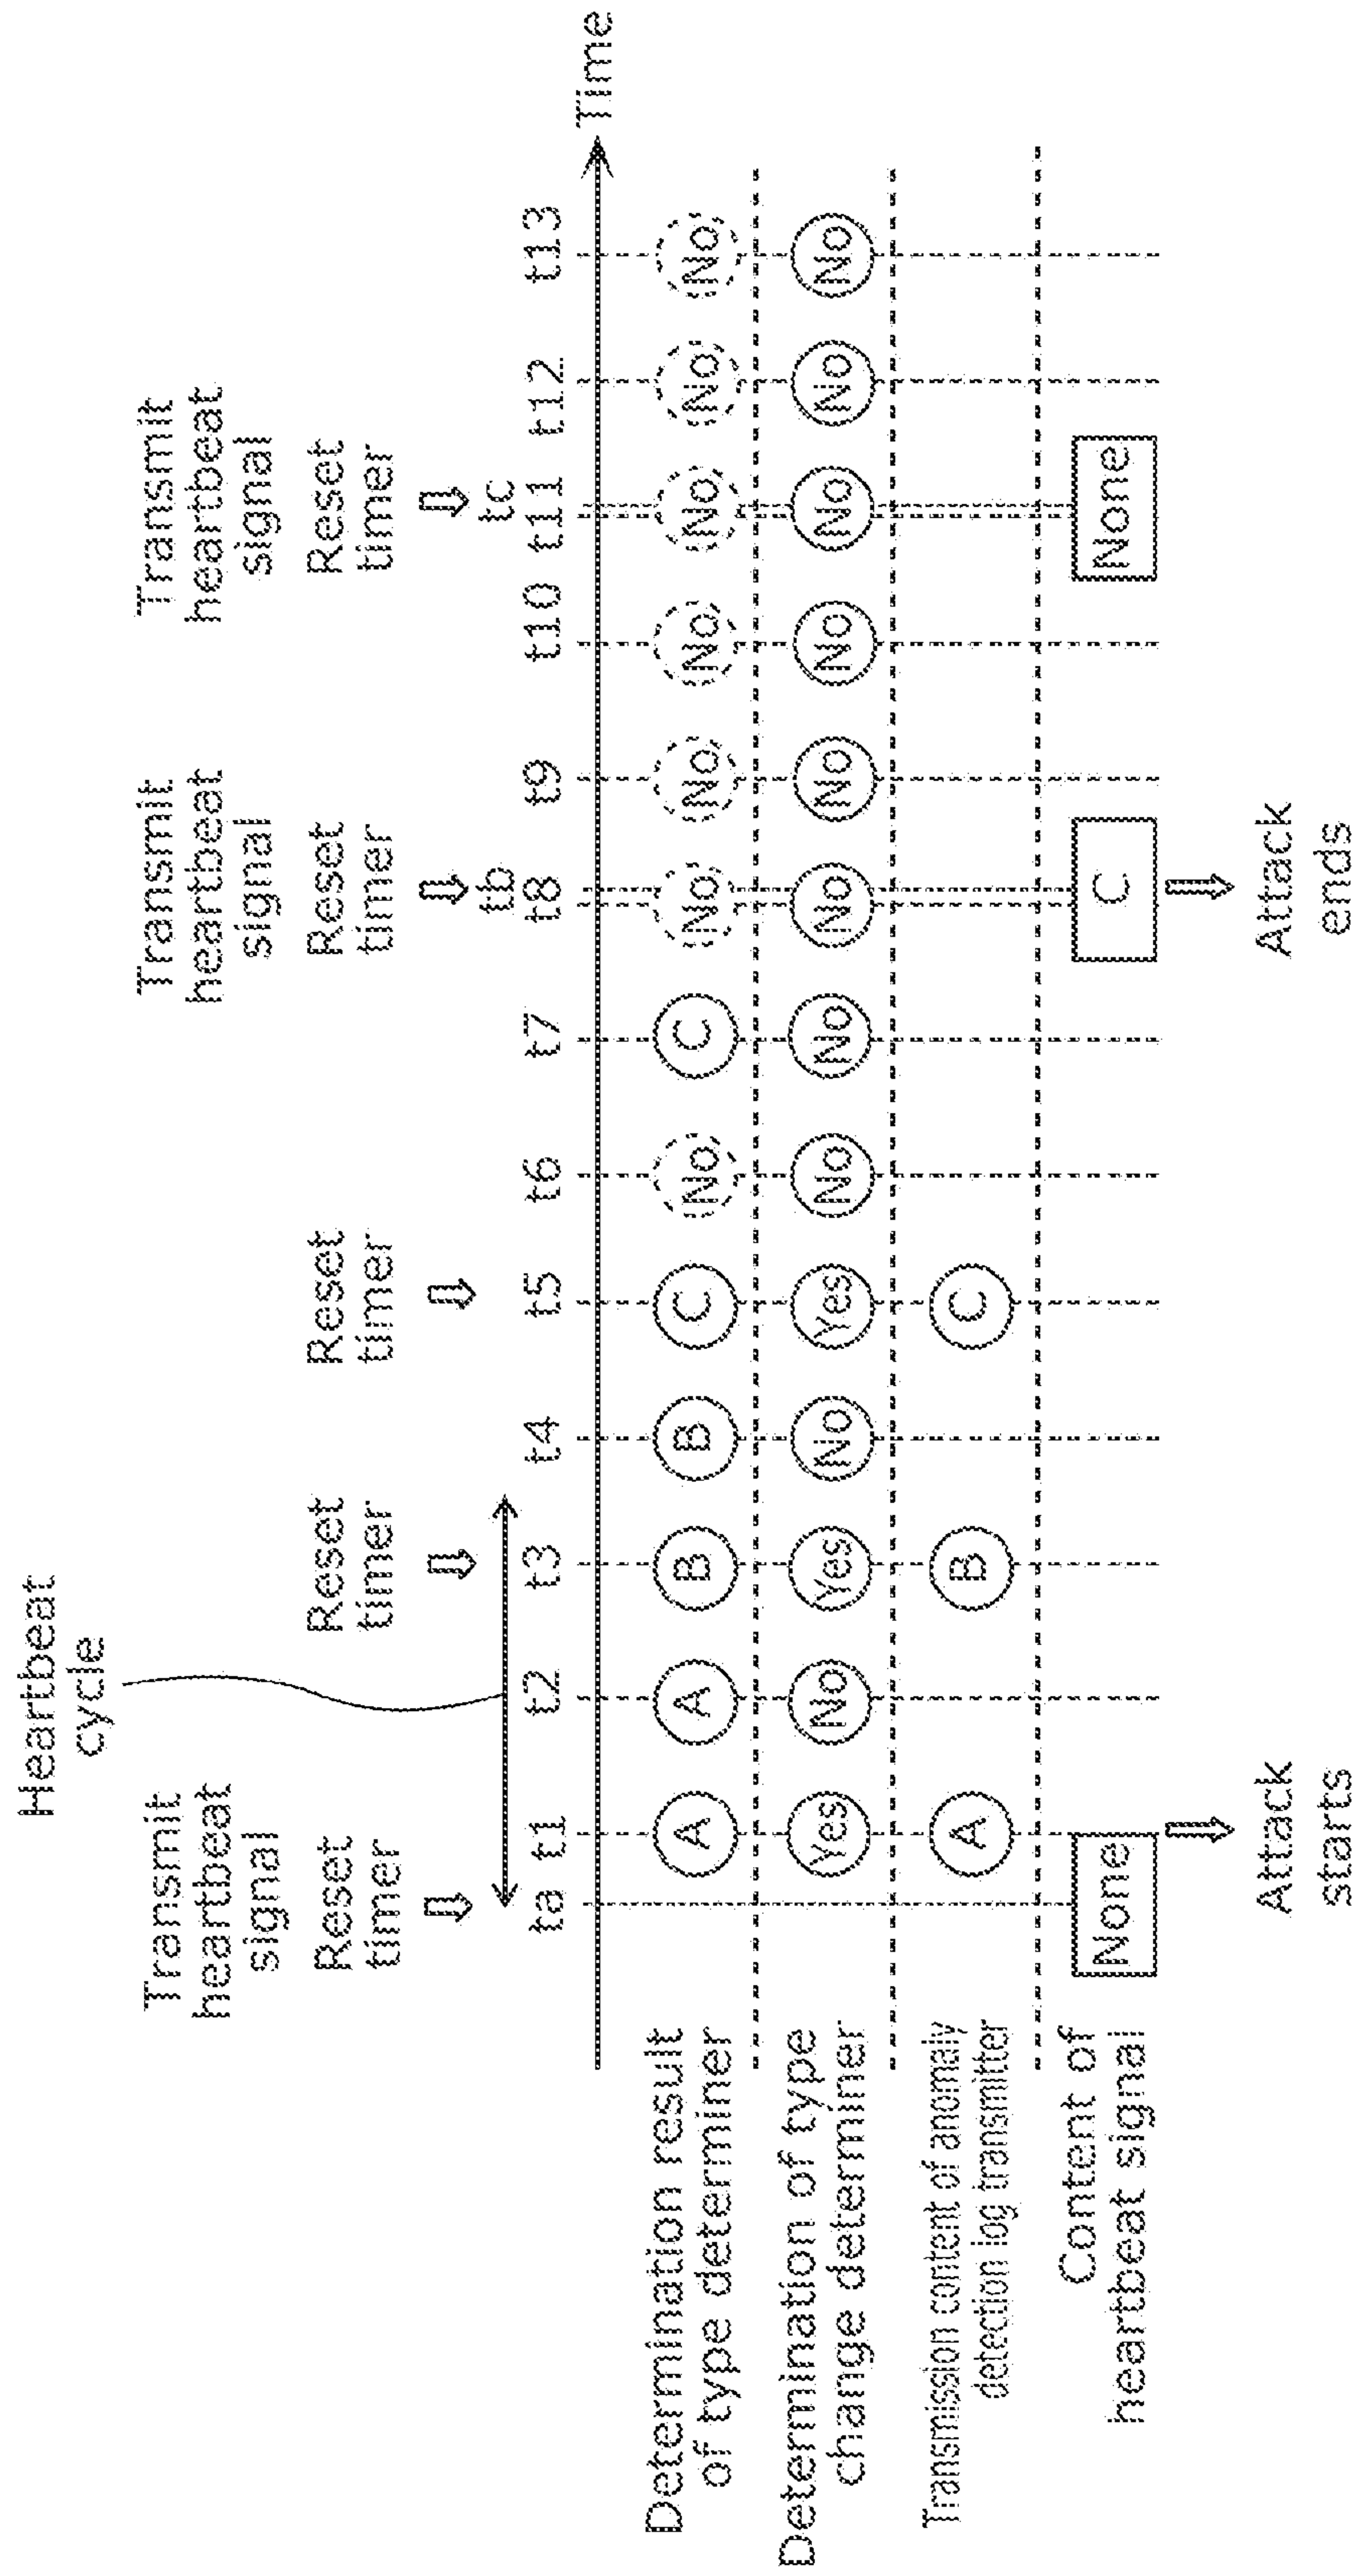 Heartbeat
cycle
Transmit
heartbeat
signal
Reset
timer
Reset
timer
Reset
timer
Transmit
heartbeat
signal
Reset
timer
Transmit
heartbeat
signal
Reset
timer
tb
tc
ta t1 t2 t3 t4 t5 t6 t7 t8 t9 t10 t11 t12 t13
Time
Determination result
of type determiner
A A B B C No C No No No No No No
Determination of type
change determiner
Yes No Yes No Yes No No No No No No No No
Transmission content of anomaly
detection log transmitter
A B C
Content of
heartbeat signal
None C None
Attack
starts
Attack
ends